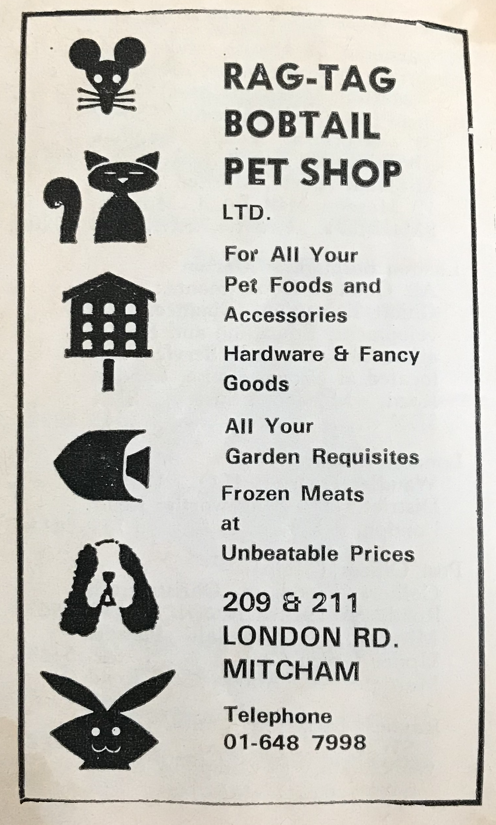 RAG-TAG
BOBTAIL
PET SHOP
LTD.
For All Your
Pet Foods and
Accessories
Hardware & Fancy
Goods
All Your
Garden Requisites
Frozen Meats
at
Unbeatable Prices
209 & 211
LONDON RD.
MITCHAM
Telephone
01-648 7998